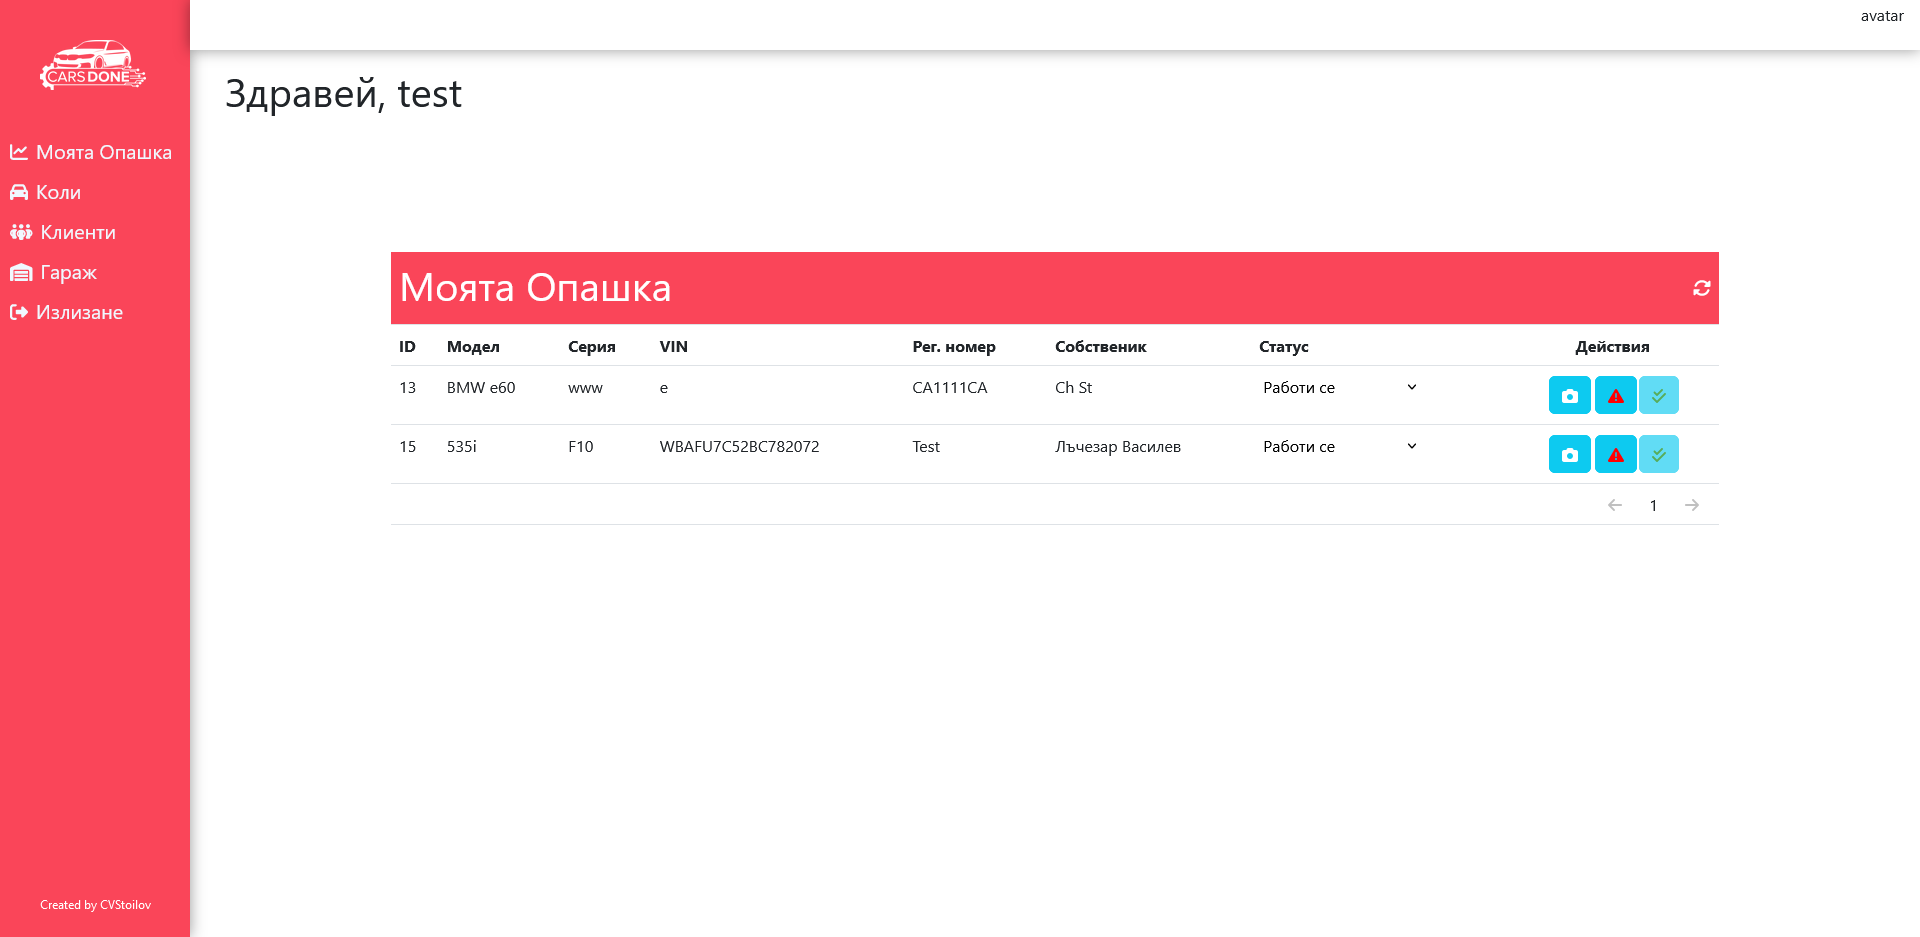 avatar
CARS DONE
Здравей, test
Моята Опашка
Коли
Клиенти
Гараж
Излизане
Моята Опашка
ID Модел Серия VIN Рег. номер Собственик Статус Действия
13 BMW e60 www e CA1111CA Ch St Работи се
15 535i F10 WBAFU7C52BC782072 Test Лъчезар Василев Работи се
1
Created by CVStoilov